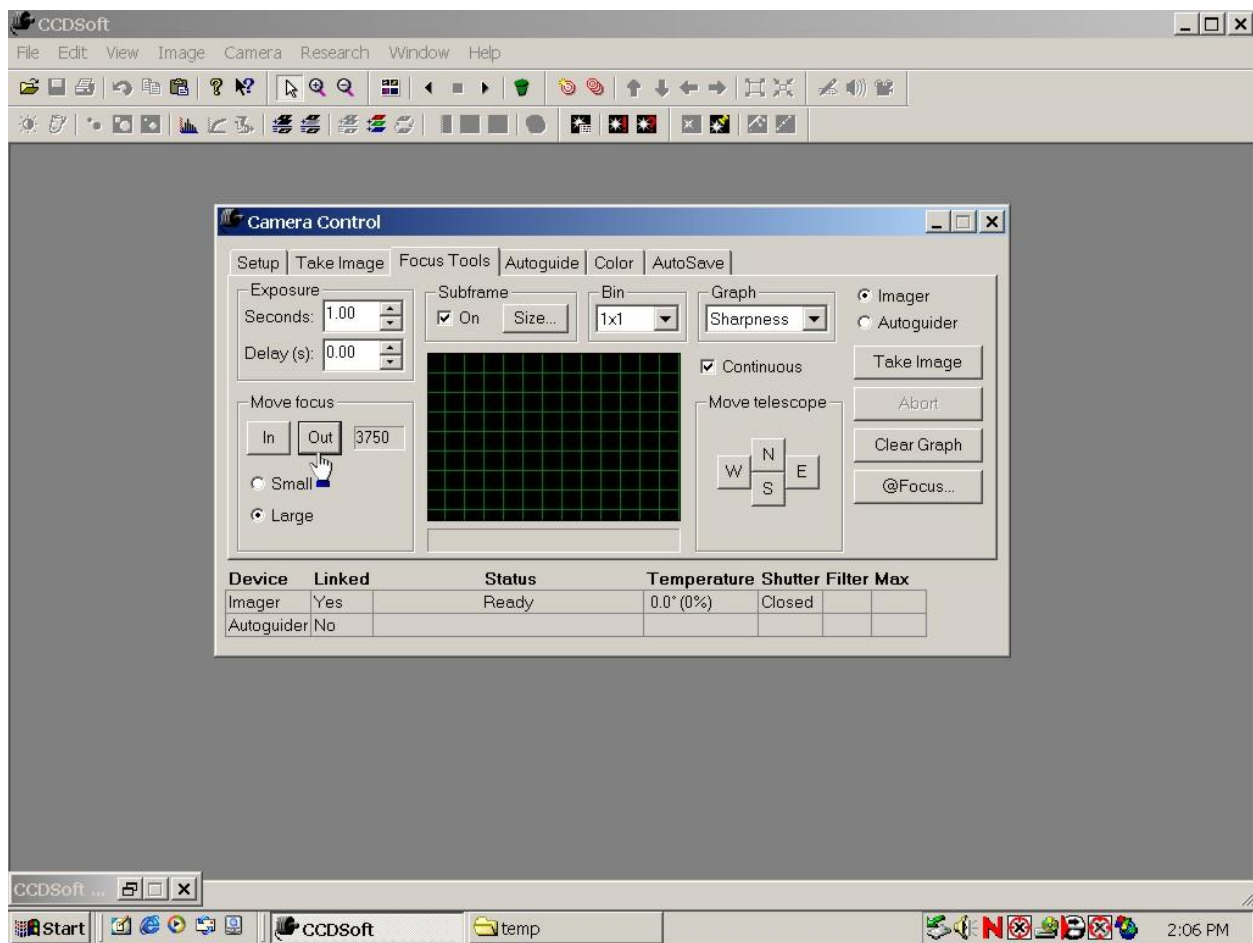 CCDSoft
File Edit View Image Camera Research Window Help
Camera Control
Setup Take Image Focus Tools Autoguide Color AutoSave
Exposure
Seconds: 1.00
Delay (s): 0.00
Subframe
On Size...
Bin
1x1
Graph
Sharpness
Imager
Autoguider
Continuous
Take Image
Move focus
In Out 3750
Small
Large
Move telescope
N
W E
S
Abort
Clear Graph
@Focus...
Device Linked Status Temperature Shutter Filter Max
Imager Yes Ready 0.0° (0%) Closed
Autoguider No
CCDSoft ...
Start CCDSoft temp 2:06 PM